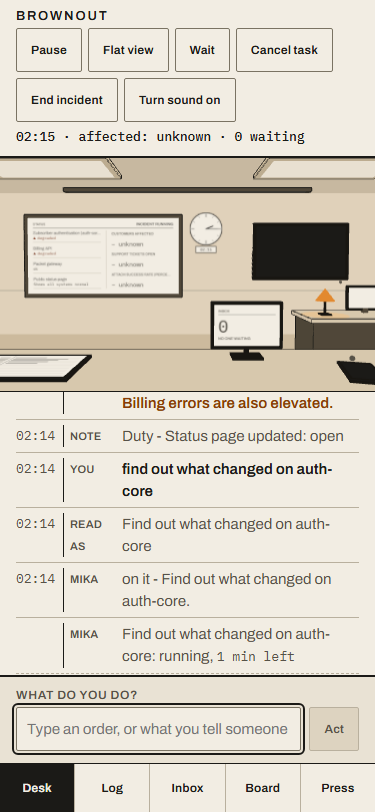 BROWNOUT
Pause
Flat view
Wait
Cancel task
End incident
Turn sound on
02:15 · affected: unknown · 0 waiting
unknown
unknown
unknown
0
Billing errors are also elevated.
02:14 NOTE Duty - Status page updated: open
02:14 YOU find out what changed on auth-
core
02:14 READ AS Find out what changed on auth-
core
02:14 MIKA on it - Find out what changed on
auth-core.
MIKA Find out what changed on auth-
core: running, 1 min left
WHAT DO YOU DO?
Type an order, or what you tell someone
Act
Desk
Log
Inbox
Board
Press